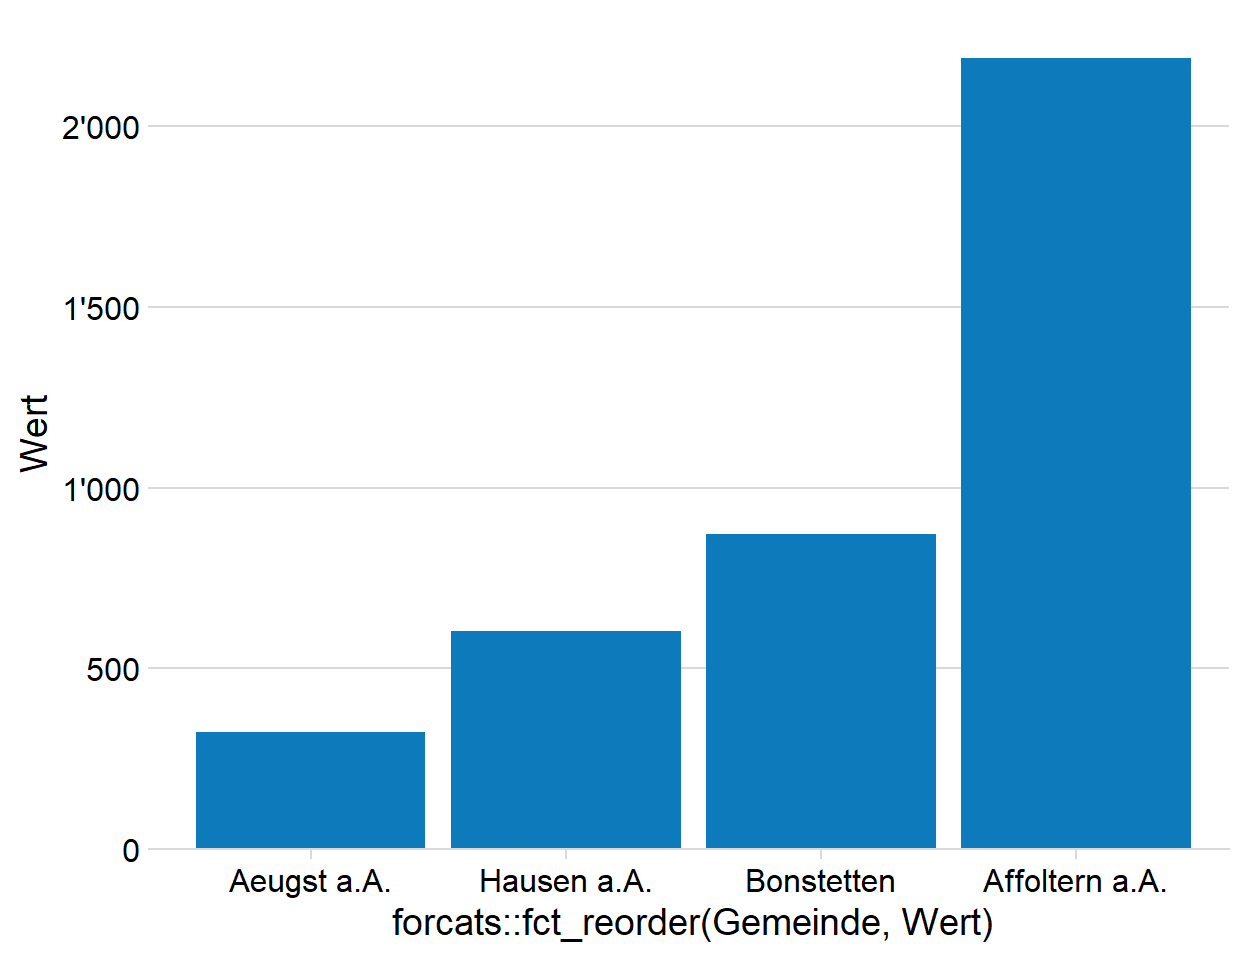 2'000
1'500
1'000
500
0
Wert
Aeugst a.A. Hausen a.A. Bonstetten Affoltern a.A.
forcats::fct_reorder(Gemeinde, Wert)